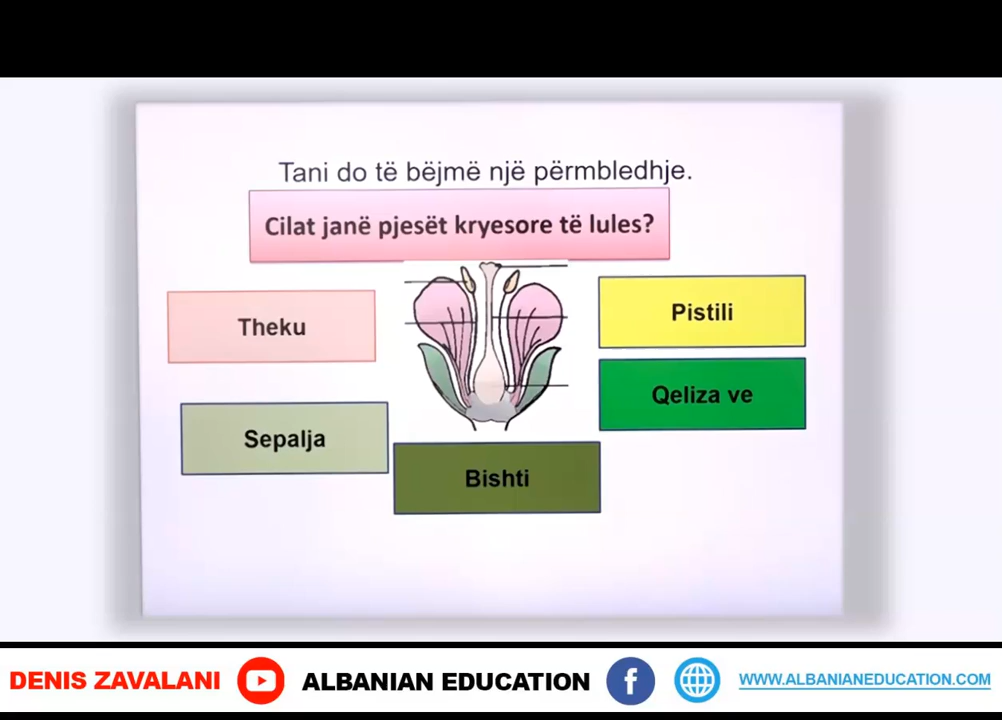 Tani do të bëjmë një përmbledhje.
Cilat janë pjesët kryesore të lules?
Theku
Pistili
Qeliza ve
Sepalja
Bishti
DENIS ZAVALANI
ALBANIAN EDUCATION
f
WWW.ALBANIANEDUCATION.COM